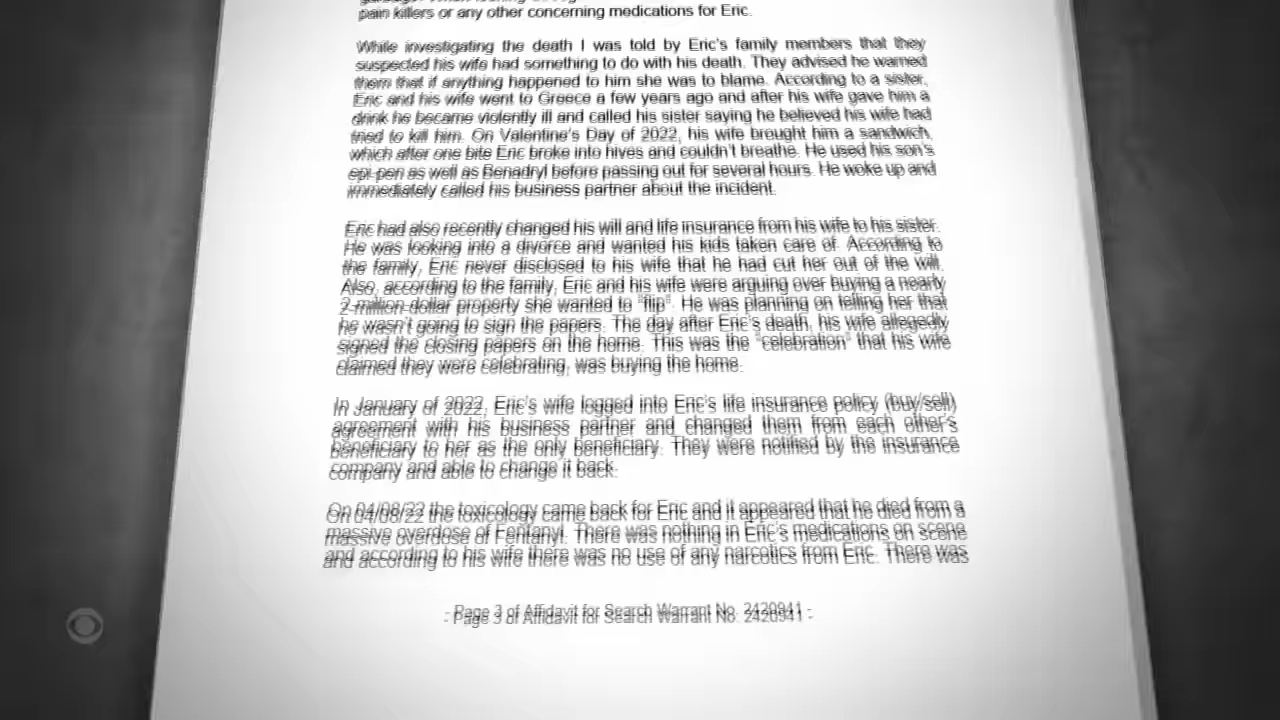 pain killers or any other concerning medications for Eric.
While investigating the death I was told by Eric's family members that they
suspected his wife had something to do with his death. They advised he warned
them that if anything happened to him she was to blame. According to a sister,
Eric and his wife went to Greece a few years ago and after his wife gave him a
drink he became violently ill and called his sister saying he believed his wife had
tried to kill him. On Valentine's Day of 2022, his wife brought him a sandwich,
which after one bite Eric broke into hives and couldn't breathe. He used his son's
epi-pen as well as Benadryl before passing out for several hours. He woke up and
immediately called his business partner about the incident.
Eric had also recently changed his will and life insurance from his wife to his sister.
He was looking into a divorce and wanted his kids taken care of. According to
the family, Eric never disclosed to his wife that he had cut her out of the will.
Also, according to the family, Eric and his wife were arguing over buying a nearly
2-million-dollar property she wanted to "flip". He was planning on telling her that
he wasn't going to sign the papers. The day after Eric's death, his wife allegedly
signed the closing papers on the home. This was the "celebration" that his wife
claimed they were celebrating, was buying the home.
In January of 2022, Eric's wife logged into Eric's life insurance policy (buy/sell)
agreement with his business partner and changed them from each other's
beneficiary to her as the only beneficiary. They were notified by the insurance
company and able to change it back.
On 04/08/22 the toxicology came back for Eric and it appeared that he died from a
massive overdose of Fentanyl. There was nothing in Eric's medications on scene
and according to his wife there was no use of any narcotics from Eric. There was
- Page 3 of Affidavit for Search Warrant No. 2420941 -